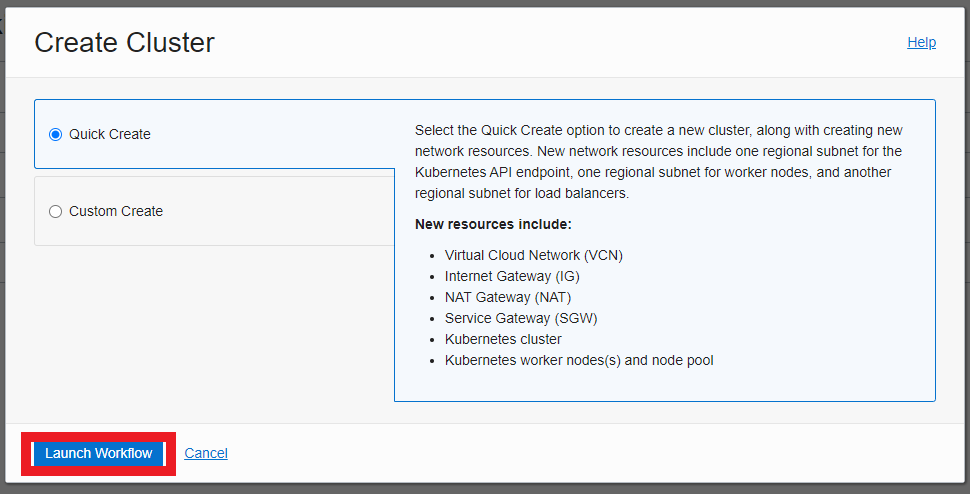 Create Cluster
Help
Quick Create
Custom Create
Select the Quick Create option to create a new cluster, along with creating new
network resources. New network resources include one regional subnet for the
Kubernetes API endpoint, one regional subnet for worker nodes, and another
regional subnet for load balancers.
New resources include:
• Virtual Cloud Network (VCN)
• Internet Gateway (IG)
• NAT Gateway (NAT)
• Service Gateway (SGW)
• Kubernetes cluster
• Kubernetes worker nodes(s) and node pool
Launch Workflow
Cancel